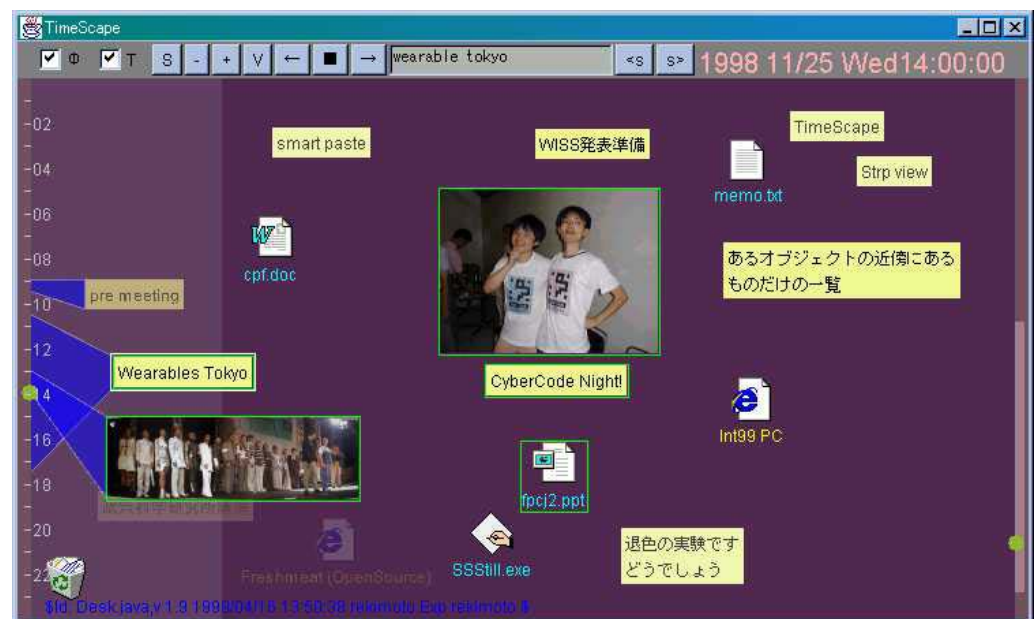 TimeScape
Φ T S - + V ← ■ → wearable tokyo <s s> 1998 11/25 Wed14:00:00
-02
-04
-06
-08
-10
-12
14
-16
-18
-20
-22
smart paste
WISS発表準備
TimeScape
Strp view
memo.txt
cpf.doc
あるオブジェクトの近傍にある
ものだけの一覧
pre meeting
Wearables Tokyo
CyberCode Night!
Int99 PC
fpcj2.ppt
SSStill.exe
退色の実験です
どうでしょう
Freshmeat (OpenSource)
$Id: Desk.java,v 1.9 1998/04/16 13:50:38 rekimoto Exp rekimoto $